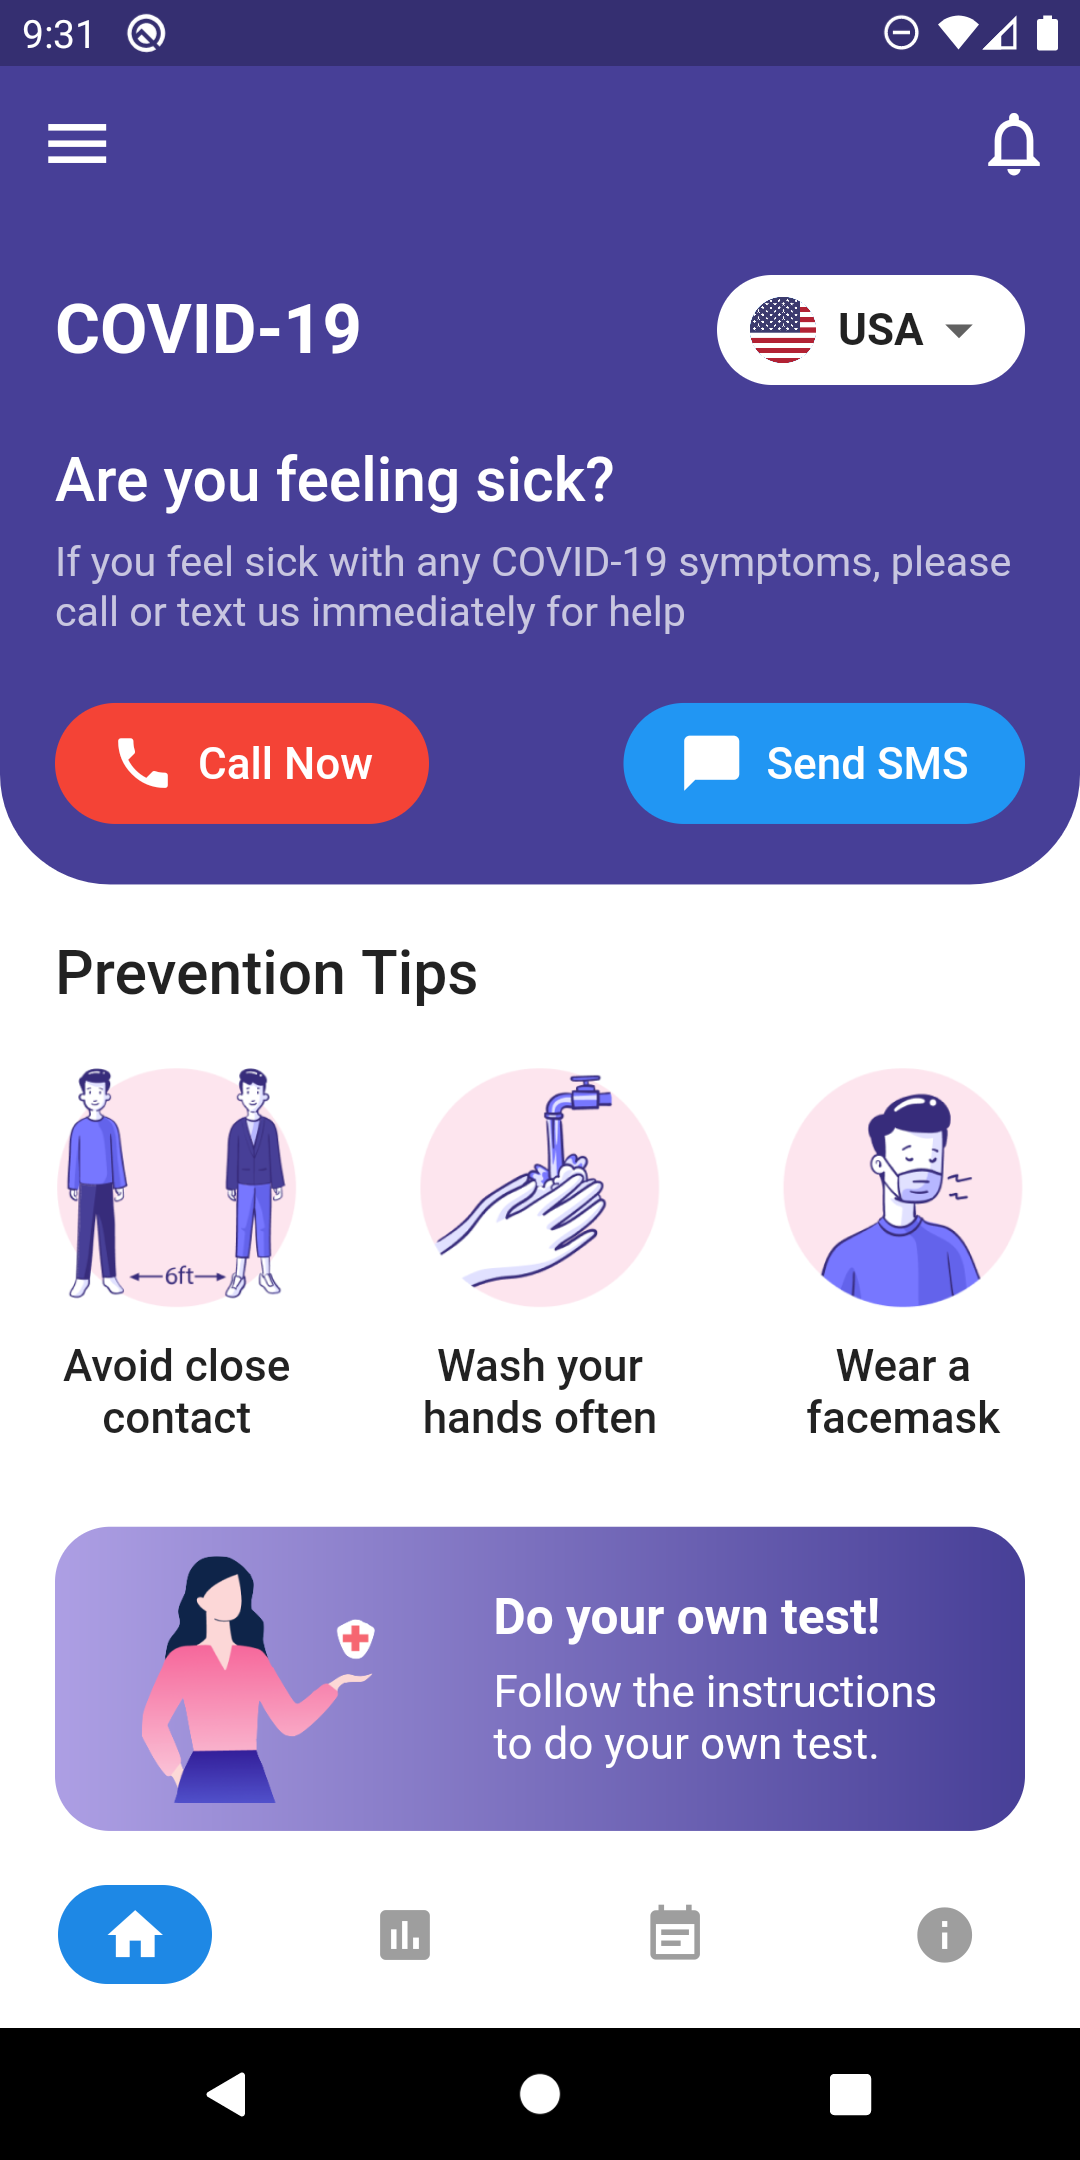 9:31
COVID-19
USA
Are you feeling sick?
If you feel sick with any COVID-19 symptoms, please
call or text us immediately for help
Call Now
Send SMS
Prevention Tips
6ft
Avoid close
contact
Wash your
hands often
Wear a
facemask
Do your own test!
Follow the instructions
to do your own test.